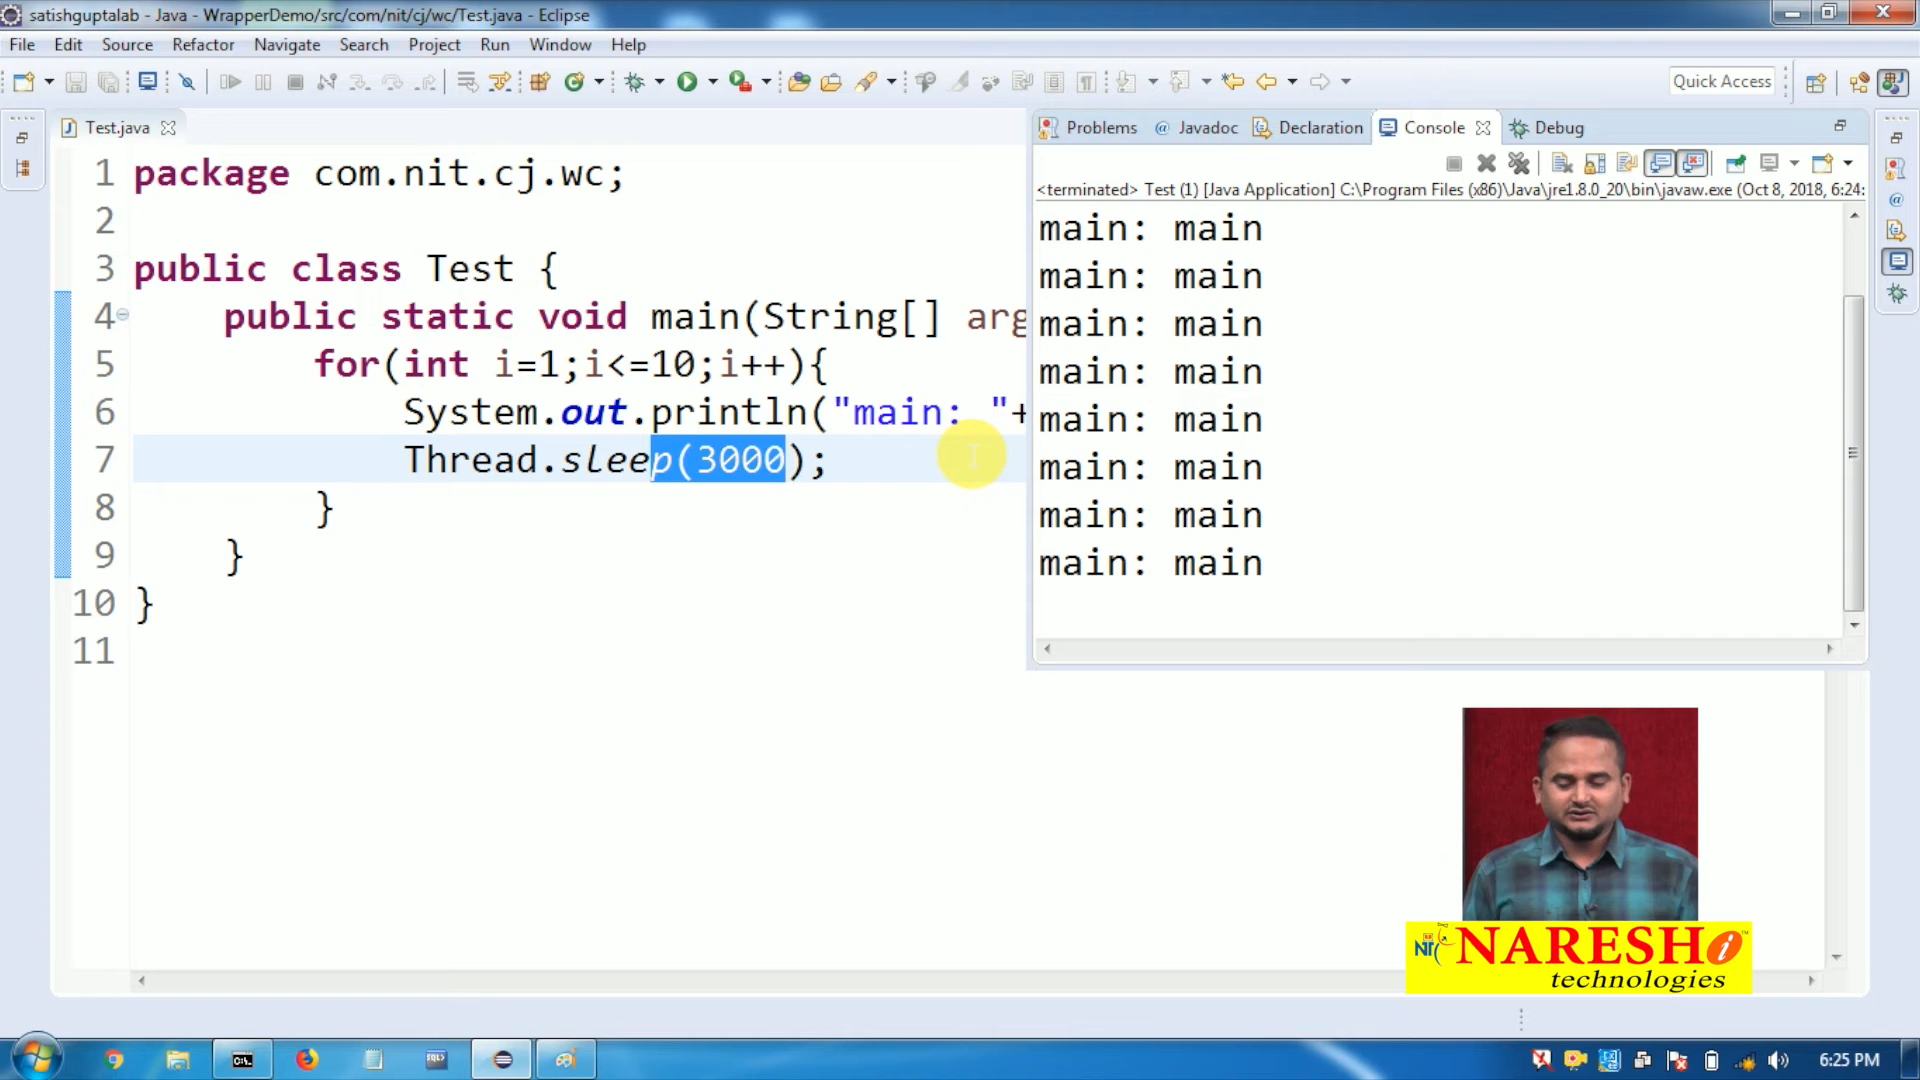 satishguptalab - Java - WrapperDemo/src/com/nit/cj/wc/Test.java - Eclipse
File Edit Source Refactor Navigate Search Project Run Window Help
Quick Access
Test.java
1 package com.nit.cj.wc;
2
3 public class Test {
4 public static void main(String[] arg
5 for(int i=1;i<=10;i++){
6 System.out.println("main: "+
7 Thread.sleep(3000);
8 }
9 }
10 }
11
Problems @ Javadoc Declaration Console Debug
<terminated> Test (1) [Java Application] C:\Program Files (x86)\Java\jre1.8.0_20\bin\javaw.exe (Oct 8, 2018, 6:24:
main: main
main: main
main: main
main: main
main: main
main: main
main: main
main: main
NARESH i
technologies
6:25 PM